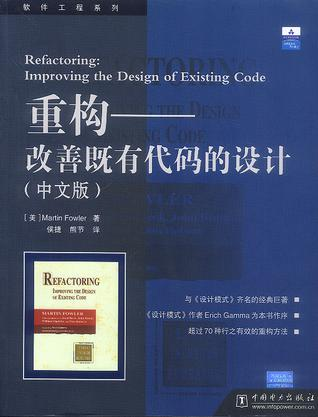 软件工程系列
Refactoring:
Improving the Design of Existing Code
重构——
改善既有代码的设计
(中文版)
[美] Martin Fowler 著
侯捷 熊节 译
REFACTORING
IMPROVING THE DESIGN
OF EXISTING CODE
MARTIN FOWLER
与《设计模式》齐名的经典巨著
《设计模式》作者Erich Gamma为本书作序
超过70种行之有效的重构方法
中国电力出版社
www.infopower.com.cn